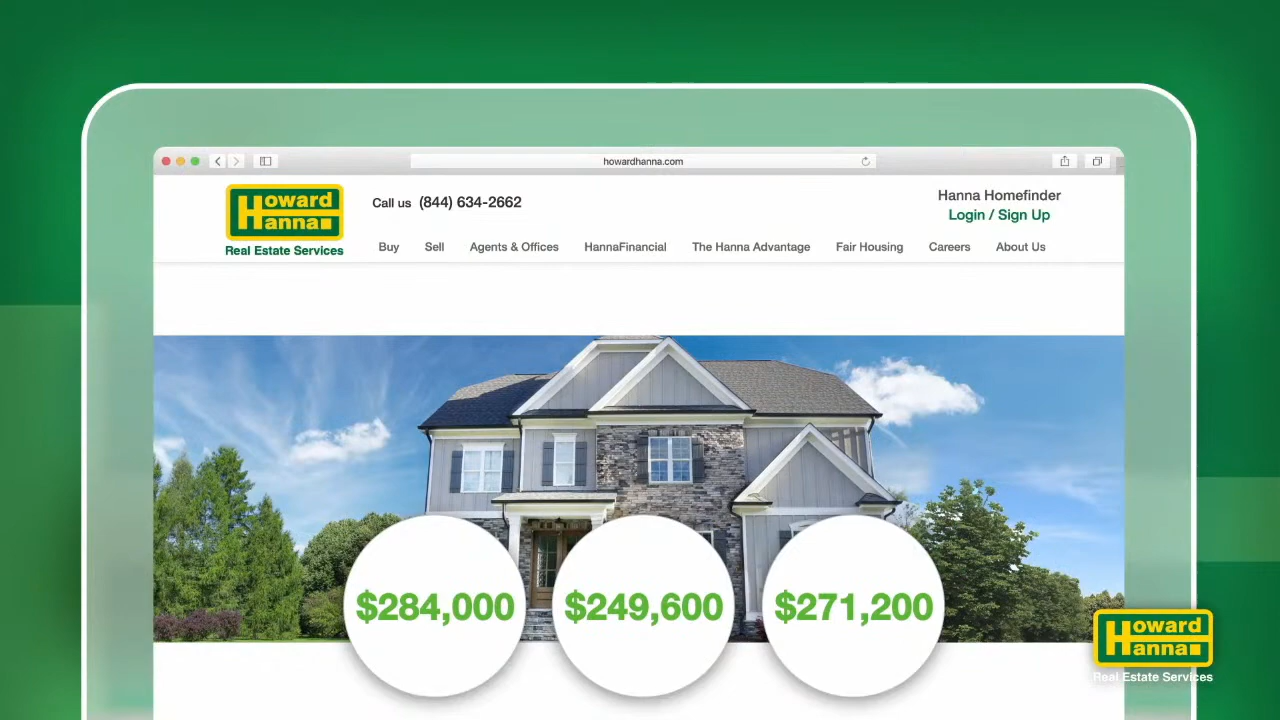 howardhanna.com
Howard
Hanna
Real Estate Services
Call us (844) 634-2662
Hanna Homefinder
Login / Sign Up
Buy Sell Agents & Offices HannaFinancial The Hanna Advantage Fair Housing Careers About Us
$284,000 $249,600 $271,200
Howard
Hanna
Real Estate Services